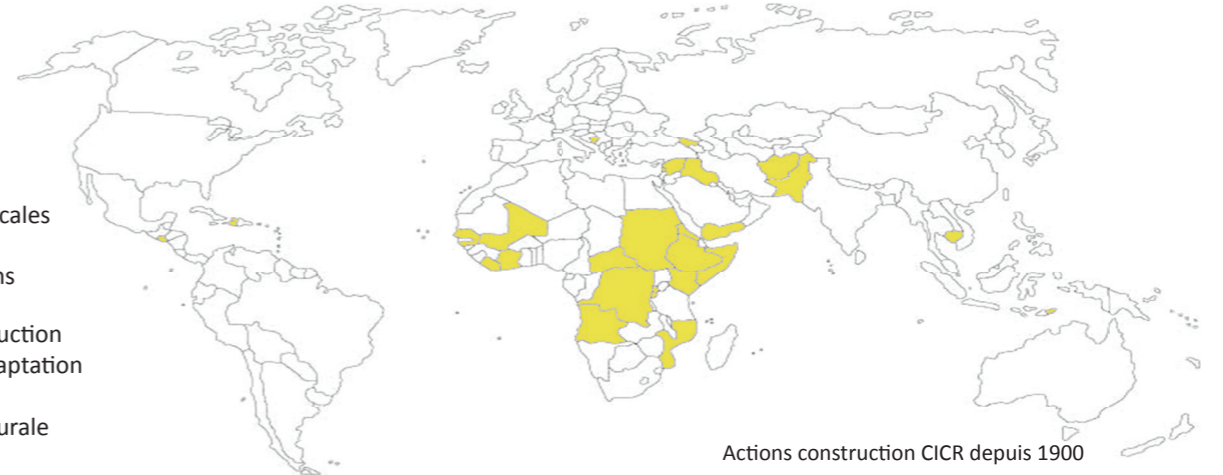 cales
ns
uction
aptation
urale
Actions construction CICR depuis 1900